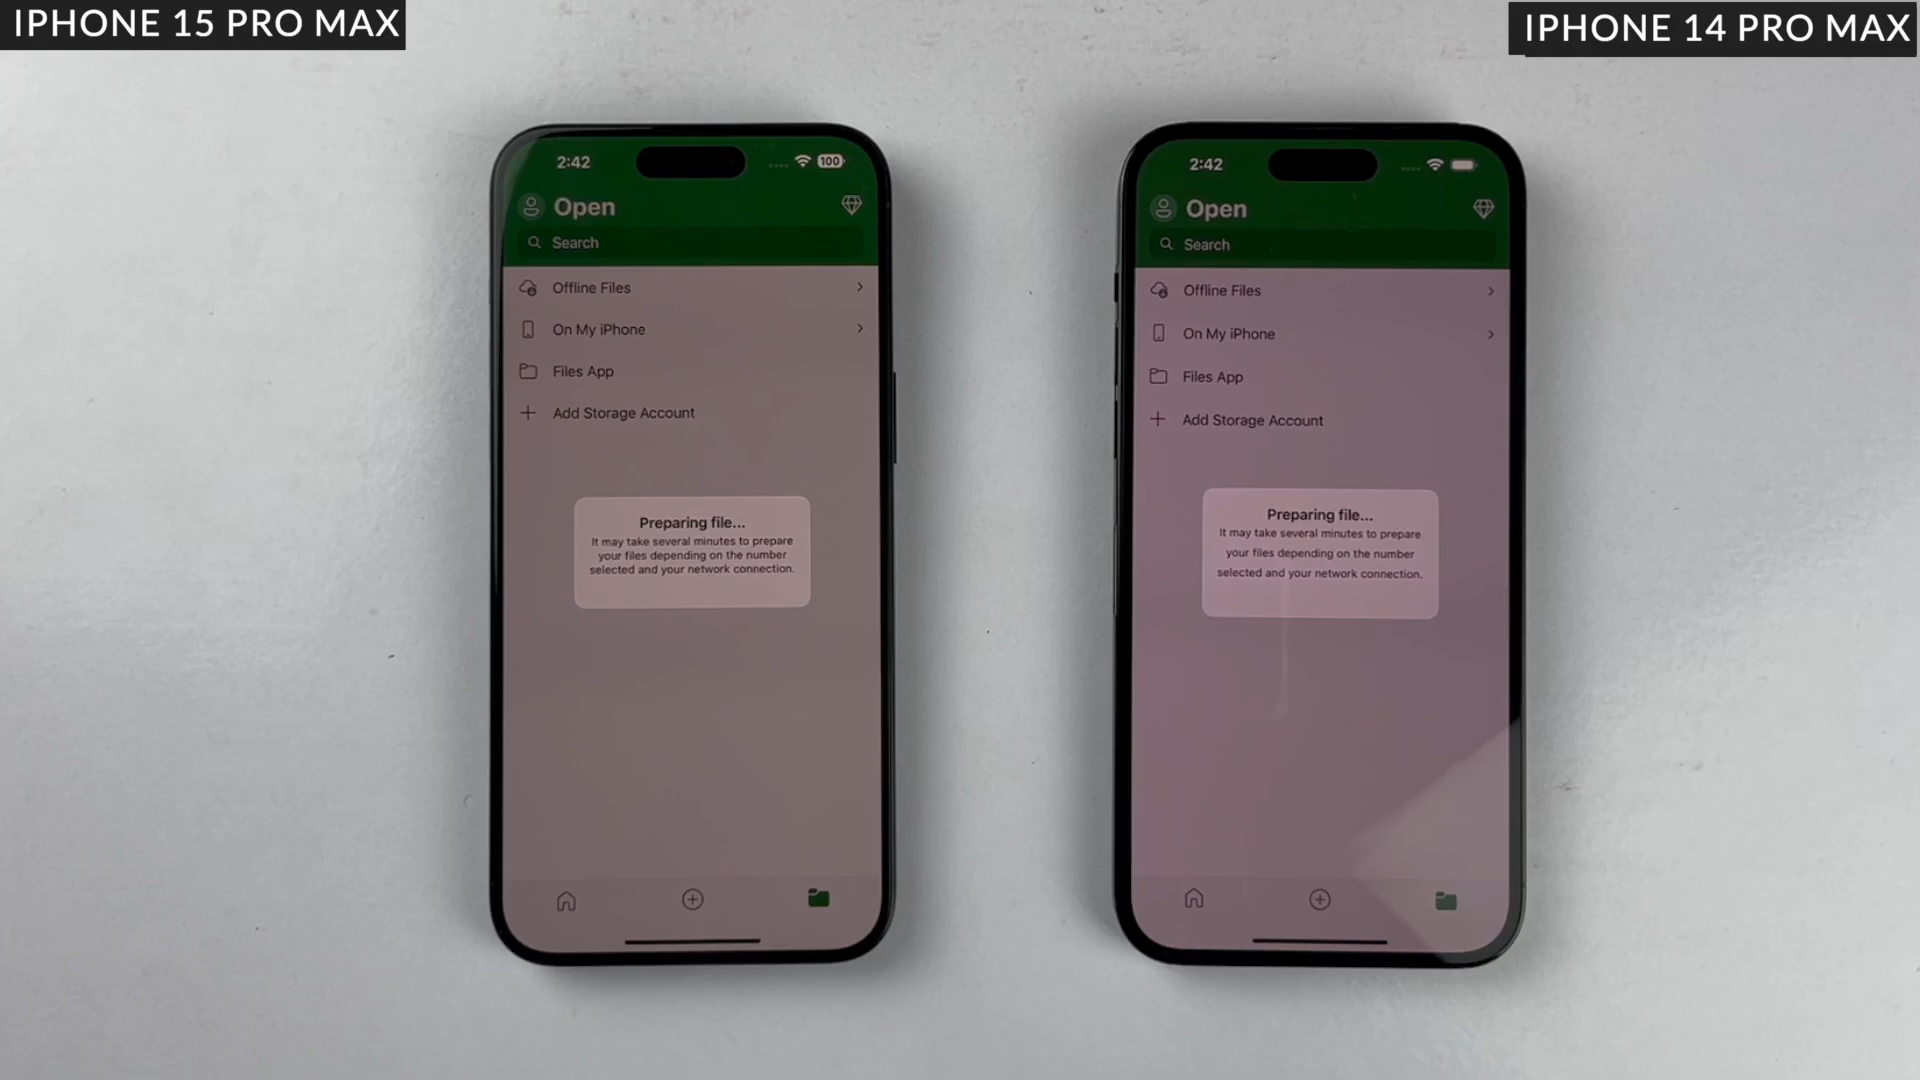 IPHONE 15 PRO MAX
IPHONE 14 PRO MAX
2:42
100
Open
Search
Offline Files
On My iPhone
Files App
Add Storage Account
Preparing file...
It may take several minutes to prepare
your files depending on the number
selected and your network connection.
2:42
Open
Search
Offline Files
On My iPhone
Files App
Add Storage Account
Preparing file...
It may take several minutes to prepare
your files depending on the number
selected and your network connection.